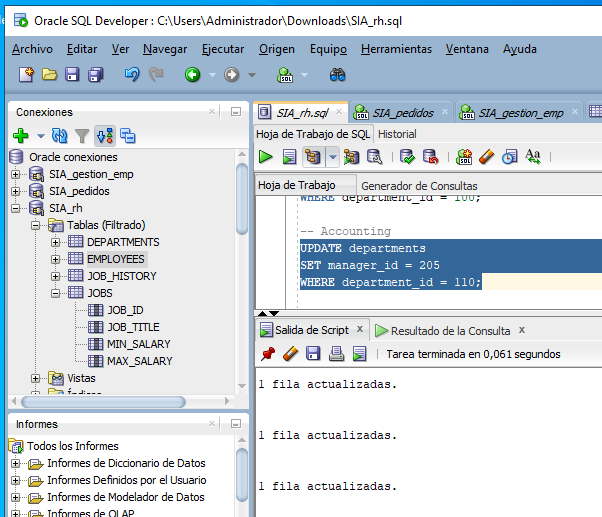 Oracle SQL Developer : C:\Users\Administrador\Downloads\SIA_rh.sql
Archivo Editar Ver Navegar Ejecutar Origen Equipo Herramientas Ventana Ayuda
SQL
Conexiones
Oracle conexiones
SIA_gestion_emp
SIA_pedidos
SIA_rh
Tablas (Filtrado)
DEPARTMENTS
EMPLOYEES
JOB_HISTORY
JOBS
JOB_ID
JOB_TITLE
MIN_SALARY
MAX_SALARY
Vistas
Índices
Informes
Todos los Informes
Informes de Diccionario de Datos
Informes Definidos por el Usuario
Informes de Modelador de Datos
Informes de OLAP
SIA_rh.sql SIA_pedidos SIA_gestion_emp
Hoja de Trabajo de SQL Historial
Aa
Hoja de Trabajo Generador de Consultas
WHERE department_id = 100;
-- Accounting
UPDATE departments
SET manager_id = 205
WHERE department_id = 110;
Salida de Script x Resultado de la Consulta x
Tarea terminada en 0,061 segundos
1 fila actualizadas.
1 fila actualizadas.
1 fila actualizadas.